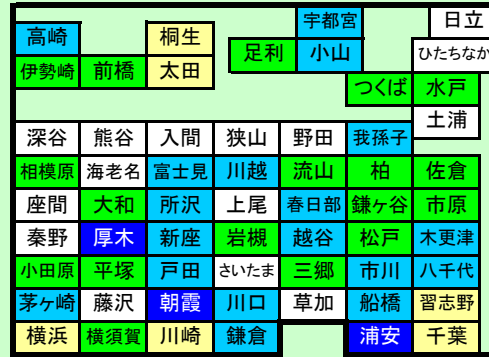 宇都宮 日立
高崎 桐生 足利 小山 ひたちなか
伊勢崎 前橋 太田
つくば 水戸
土浦
深谷 熊谷 入間 狭山 野田 我孫子
相模原 海老名 富士見 川越 流山 柏 佐倉
座間 大和 所沢 上尾 春日部 鎌ヶ谷 市原
秦野 厚木 新座 岩槻 越谷 松戸 木更津
小田原 平塚 戸田 さいたま 三郷 市川 八千代
茅ヶ崎 藤沢 朝霞 川口 草加 船橋 習志野
横浜 横須賀 川崎 鎌倉 浦安 千葉